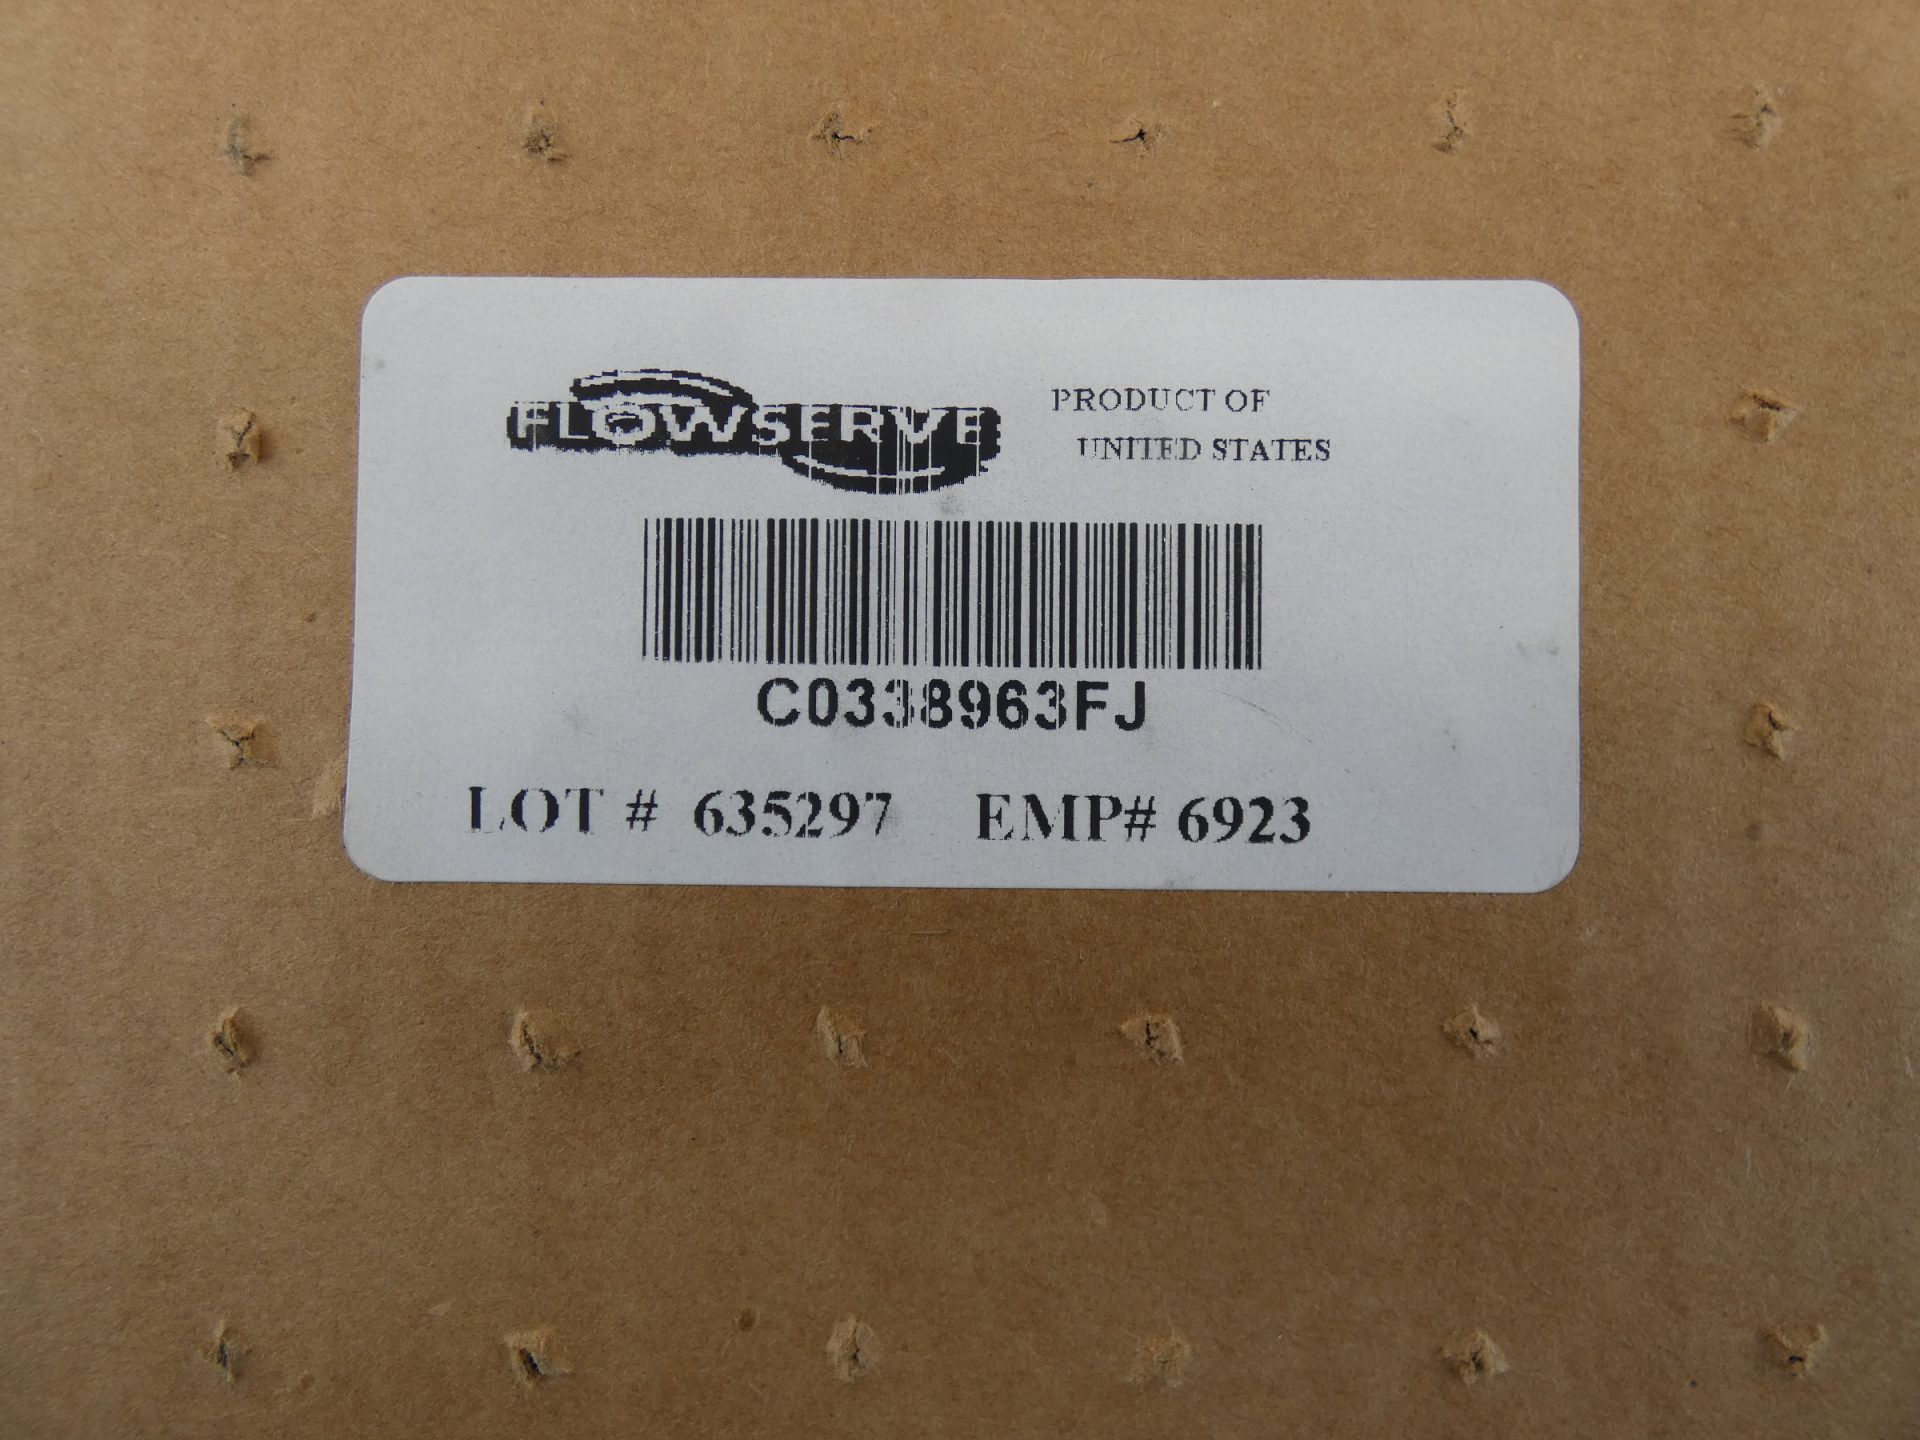 FLOWSERVE
PRODUCT OF
UNITED STATES
C0338963FJ
LOT # 635297 EMP# 6923